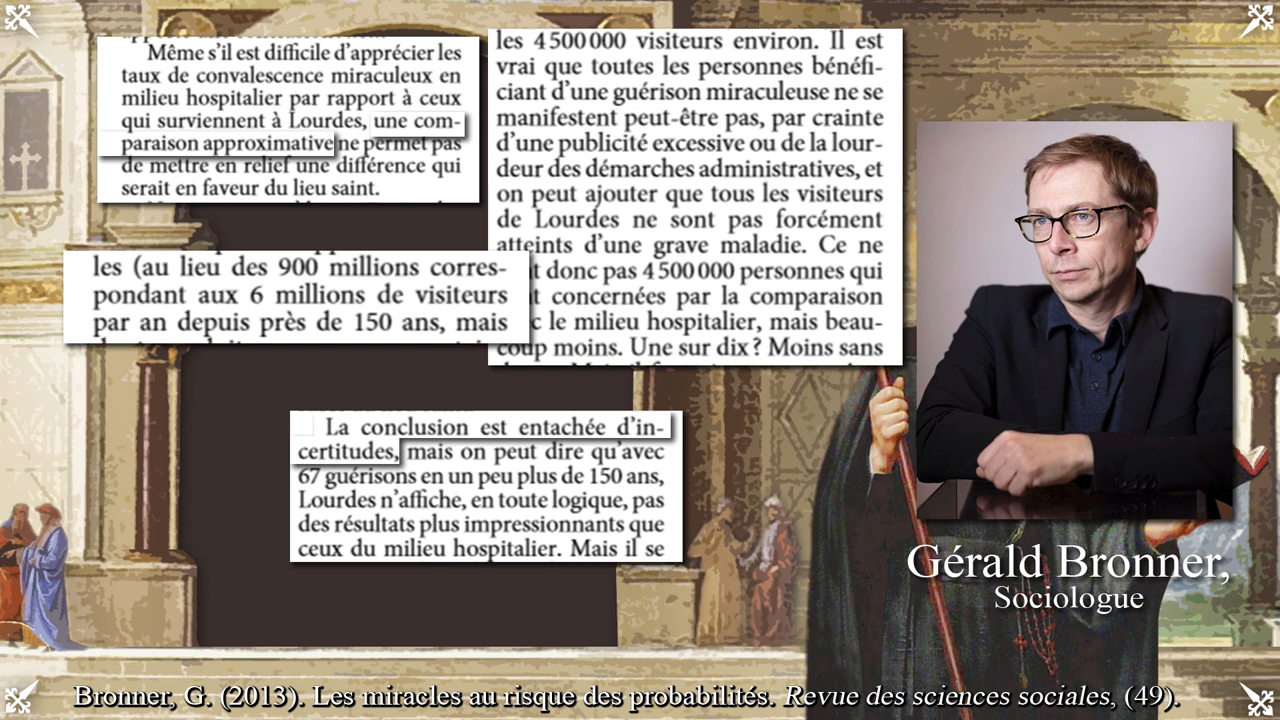 Même s'il est difficile d'apprécier les
taux de convalescence miraculeux en
milieu hospitalier par rapport à ceux
qui surviennent à Lourdes, une com-
paraison approximative ne permet pas
de mettre en relief une différence qui
serait en faveur du lieu saint.
les (au lieu des 900 millions corres-
pondant aux 6 millions de visiteurs
par an depuis près de 150 ans, mais
les 4 500 000 visiteurs environ. Il est
vrai que toutes les personnes bénéfi-
ciant d'une guérison miraculeuse ne se
manifestent peut-être pas, par crainte
d'une publicité excessive ou de la lour-
deur des démarches administratives, et
on peut ajouter que tous les visiteurs
de Lourdes ne sont pas forcément
atteints d'une grave maladie. Ce ne
donc pas 4 500 000 personnes qui
concernées par la comparaison
le milieu hospitalier, mais beau-
coup moins. Une sur dix ? Moins sans
La conclusion est entachée d'in-
certitudes, mais on peut dire qu'avec
67 guérisons en un peu plus de 150 ans,
Lourdes n'affiche, en toute logique, pas
des résultats plus impressionnants que
ceux du milieu hospitalier. Mais il se
Gérald Bronner,
Sociologue
Bronner, G. (2013). Les miracles au risque des probabilités. Revue des sciences sociales, (49).